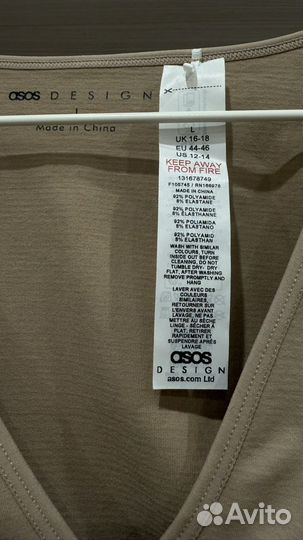 asos DESIGN
L
Made in China
L
UK 16-18
EU 44-46
US 12-14
KEEP AWAY
FROM FIRE
131678749
F105745 / RN166976
MADE IN CHINA
92% POLYAMIDE
8% ELASTANE
92% POLYAMIDE
8% ELASTHANNE
92% POLIAMIDA
8% ELASTANO
92% POLYAMID
8% ELASTHAN
WASH WITH SIMILAR
COLOURS, TURN
INSIDE OUT BEFORE
CLEANING, DO NOT
TUMBLE DRY- DRY
FLAT, AFTER WASHING
REMOVE PROMPTLY AND
HANG
LAVER AVEC DES
COULEURS
SIMILAIRES,
RETOURNER SUR
L'ENVERS AVANT
LAVAGE, NE PAS
METTRE AU SÈCHE
LINGE - SÉCHER À
PLAT, RETIRER
RAPIDEMENT ET
SUSPENDRE APRÈS
LAVAGE
asos
DESIGN
asos.com Ltd
Avito